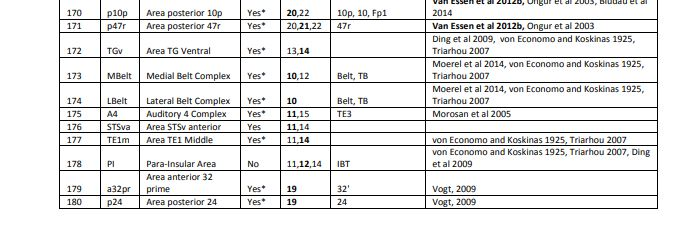 Van Essen et al 2012b, Ongur et al 2003, Bludau et al
170 p10p Area posterior 10p Yes* 20,22 10p, 10, Fp1 2014
171 p47r Area posterior 47r Yes* 20,21,22 47r Van Essen et al 2012b, Ongur et al 2003
Ding et al 2009, von Economo and Koskinas 1925,
172 TGv Area TG Ventral Yes* 13,14 Triarhou 2007
Moerel et al 2014, von Economo and Koskinas 1925,
173 MBelt Medial Belt Complex Yes* 10,12 Belt, TB Triarhou 2007
Moerel et al 2014, von Economo and Koskinas 1925,
174 LBelt Lateral Belt Complex Yes* 10 Belt, TB Triarhou 2007
175 A4 Auditory 4 Complex Yes* 11,15 TE3 Morosan et al 2005
176 STSva Area STSv anterior Yes 11,14
177 TE1m Area TE1 Middle Yes* 11,14 von Economo and Koskinas 1925, Triarhou 2007
von Economo and Koskinas 1925, Triarhou 2007, Ding
178 PI Para-Insular Area No 11,12,14 IBT et al 2009
Area anterior 32
179 a32pr prime Yes* 19 32' Vogt, 2009
180 p24 Area posterior 24 Yes* 19 24 Vogt, 2009